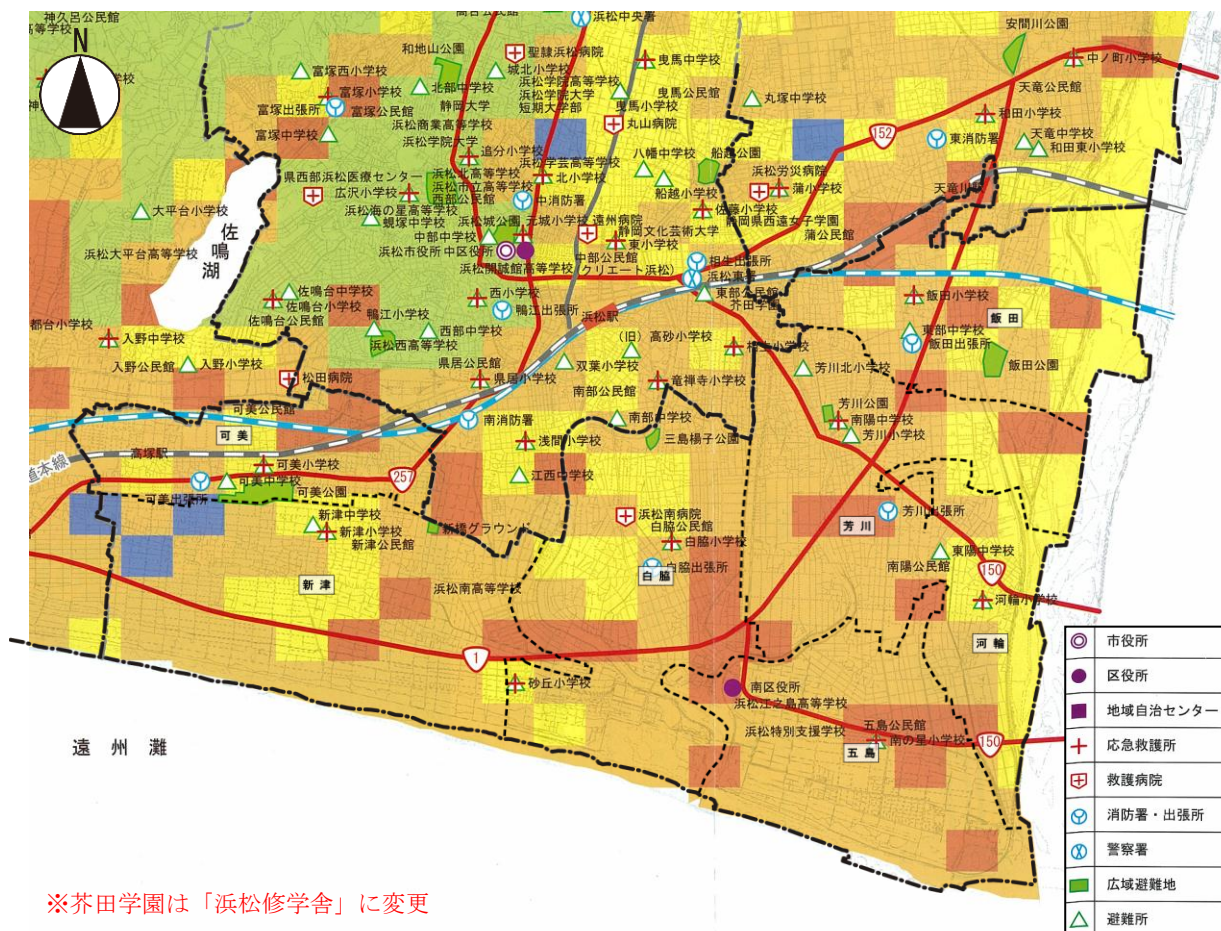 神久呂公民館
高等学校
高台公民館
浜松中央署
安間川公園
N
和地山公園
聖隷浜松病院
城北小学校
曳馬中学校
中ノ町小学校
学校
富塚西小学校
富塚小学校
北部中学校
浜松学院高等学校
浜松学院大学
短期大学部
曳馬公民館
丸塚中学校
天竜公民館
富塚出張所
富塚公民館
静岡大学
曳馬小学校
和田小学校
浜松商業高等学校
丸山病院
152
東消防署
天竜中学校
富塚中学校
浜松学院大学
和田東小学校
追分小学校
浜松学芸高等学校
八幡中学校
船越公園
県西部浜松医療センター
浜松北高等学校
北小学校
浜松労災病院
天竜川駅
広沢小学校
浜松市立高等学校
西部公民館
中消防署
船越小学校
蒲小学校
大平台小学校
浜松海の星高等学校
佐藤小学校
蜆塚中学校
浜松城公園
元城小学校
遠州病院
静岡県西遠女子学園
佐鳴湖
中部中学校
静岡文化芸術大学
蒲公民館
浜松大平台高等学校
浜松市役所
中区役所
東小学校
中部公民館
浜松開誠館高等学校
(クリエート浜松)
相生出張所
浜松東署
佐鳴台中学校
西小学校
東部公民館
飯田小学校
佐鳴台小学校
鴨江出張所
芥田学園
佐鳴台公民館
鴨江小学校
浜松駅
飯田
都台小学校
入野中学校
西部中学校
(旧)高砂小学校
相生小学校
東部中学校
浜松西高等学校
飯田出張所
入野公民館
入野小学校
県居公民館
双葉小学校
芳川北小学校
飯田公園
松田病院
県居小学校
南部公民館
竜禅寺小学校
可美公民館
芳川公園
南消防署
南部中学校
南陽中学校
可美
浅間小学校
三島楊子公園
芳川小学校
高塚駅
可美小学校
道本線
257
江西中学校
可美出張所
可美中学校
可美公園
新津中学校
新橋グラウンド
浜松南病院
芳川
芳川出張所
新津小学校
白脇公民館
新津公民館
白脇小学校
東陽中学校
新津
白脇
白脇出張所
南陽公民館
浜松南高等学校
150
河輪小学校
河輪
1
砂丘小学校
南区役所
浜松江之島高等学校
五島公民館
浜松特別支援学校
南の星小学校
150
五島
遠州灘
市役所
区役所
地域自治センター
応急救護所
救護病院
消防署・出張所
警察署
広域避難地
避難所
※芥田学園は「浜松修学舎」に変更